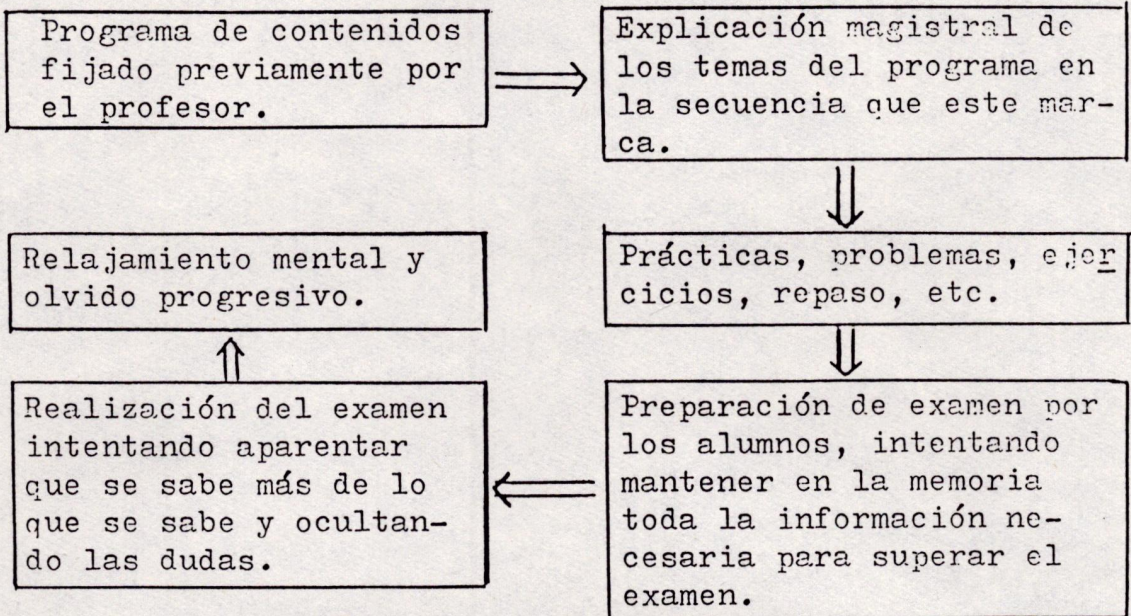 Programa de contenidos
fijado previamente por
el profesor.
Explicación magistral de
los temas del programa en
la secuencia que este mar-
ca.
Prácticas, problemas, ejer
cicios, repaso, etc.
Preparación de examen por
los alumnos, intentando
mantener en la memoria
toda la información ne-
cesaria para superar el
examen.
Realización del examen
intentando aparentar
que se sabe más de lo
que se sabe y ocultan-
do las dudas.
Relajamiento mental y
olvido progresivo.